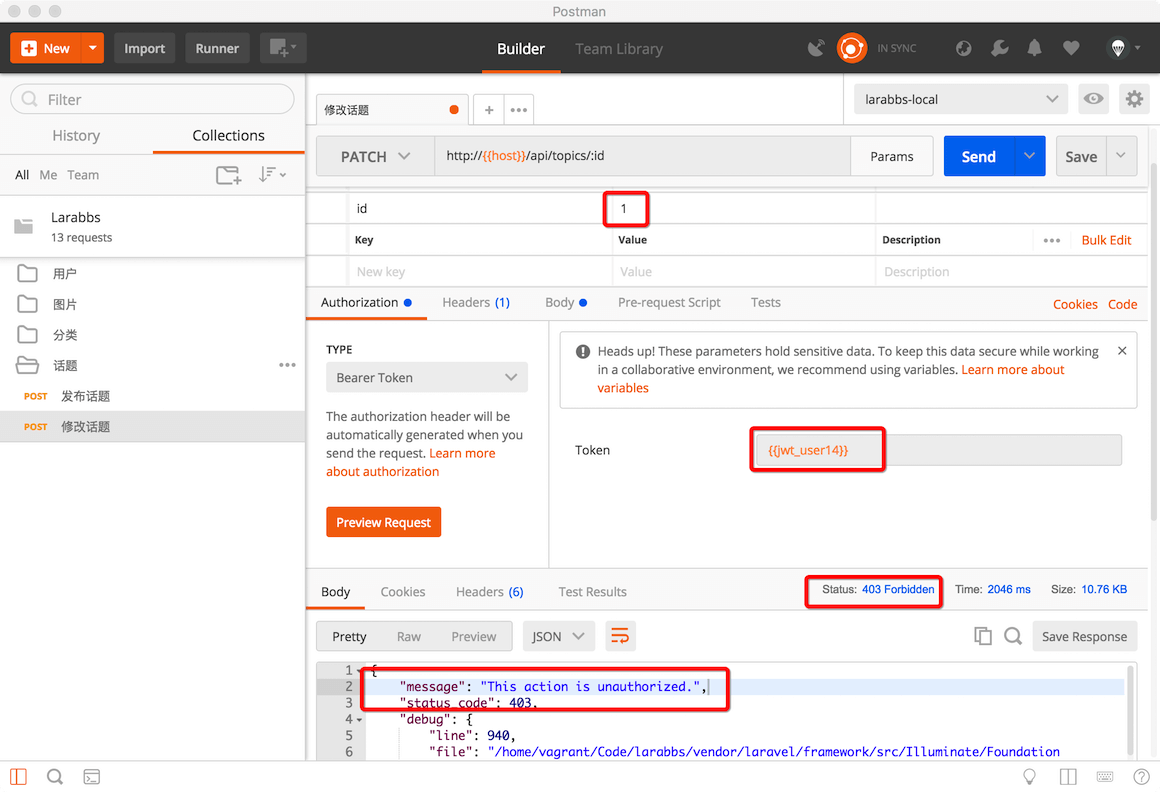 Postman
New
Import
Runner
Builder
Team Library
IN SYNC
Filter
History
Collections
All Me Team
Larabbs
13 requests
用户
图片
分类
话题
POST 发布话题
POST 修改话题
修改话题
larabbs-local
PATCH
http://{{host}}/api/topics/:id
Params
Send
Save
id
1
Key
Value
Description
Bulk Edit
New key
Value
Description
Authorization
Headers (1)
Body
Pre-request Script
Tests
Cookies
Code
TYPE
Bearer Token
The authorization header will be
automatically generated when you
send the request. Learn more
about authorization
Preview Request
Heads up! These parameters hold sensitive data. To keep this data secure while working
in a collaborative environment, we recommend using variables. Learn more about
variables
Token
{{jwt_user14}}
Body
Cookies
Headers (6)
Test Results
Status: 403 Forbidden
Time: 2046 ms
Size: 10.76 KB
Pretty
Raw
Preview
JSON
Save Response
1 {
2 "message": "This action is unauthorized.",
3 "status_code": 403,
4 "debug": {
5 "line": 940,
6 "file": "/home/vagrant/Code/larabbs/vendor/laravel/framework/src/Illuminate/Foundation